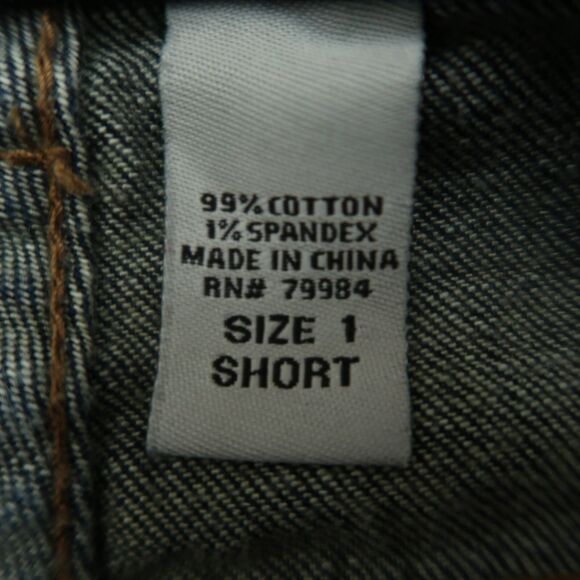 99% COTTON
1% SPANDEX
MADE IN CHINA
RN# 79984
SIZE 1
SHORT